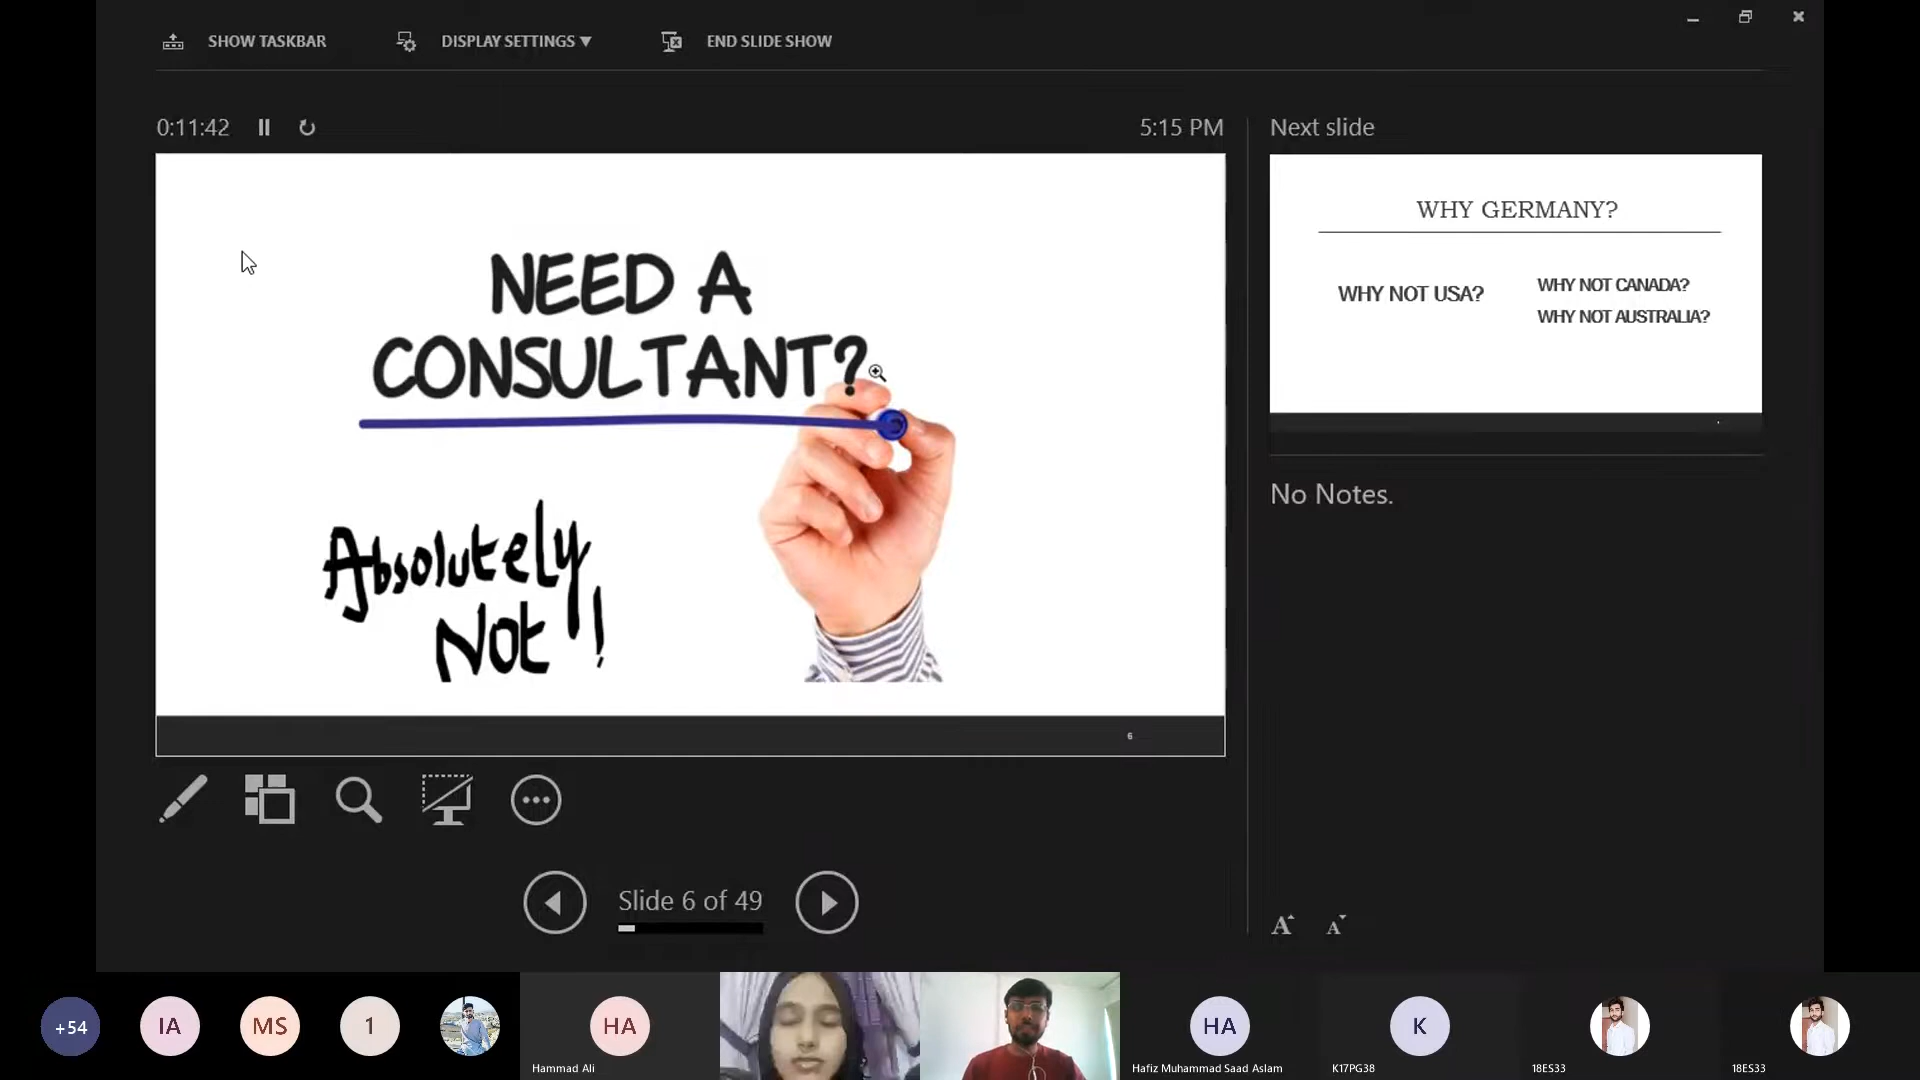 SHOW TASKBAR
DISPLAY SETTINGS ▼
END SLIDE SHOW
0:11:42
5:15 PM
NEED A
CONSULTANT?
Absolutely
Not!
6
Next slide
WHY GERMANY?
WHY NOT USA?
WHY NOT CANADA?
WHY NOT AUSTRALIA?
No Notes.
Slide 6 of 49
A A
+54
IA
MS
1
HA
Hammad Ali
HA
Hafiz Muhammad Saad Aslam
K
K17PG38
18ES33
18ES33